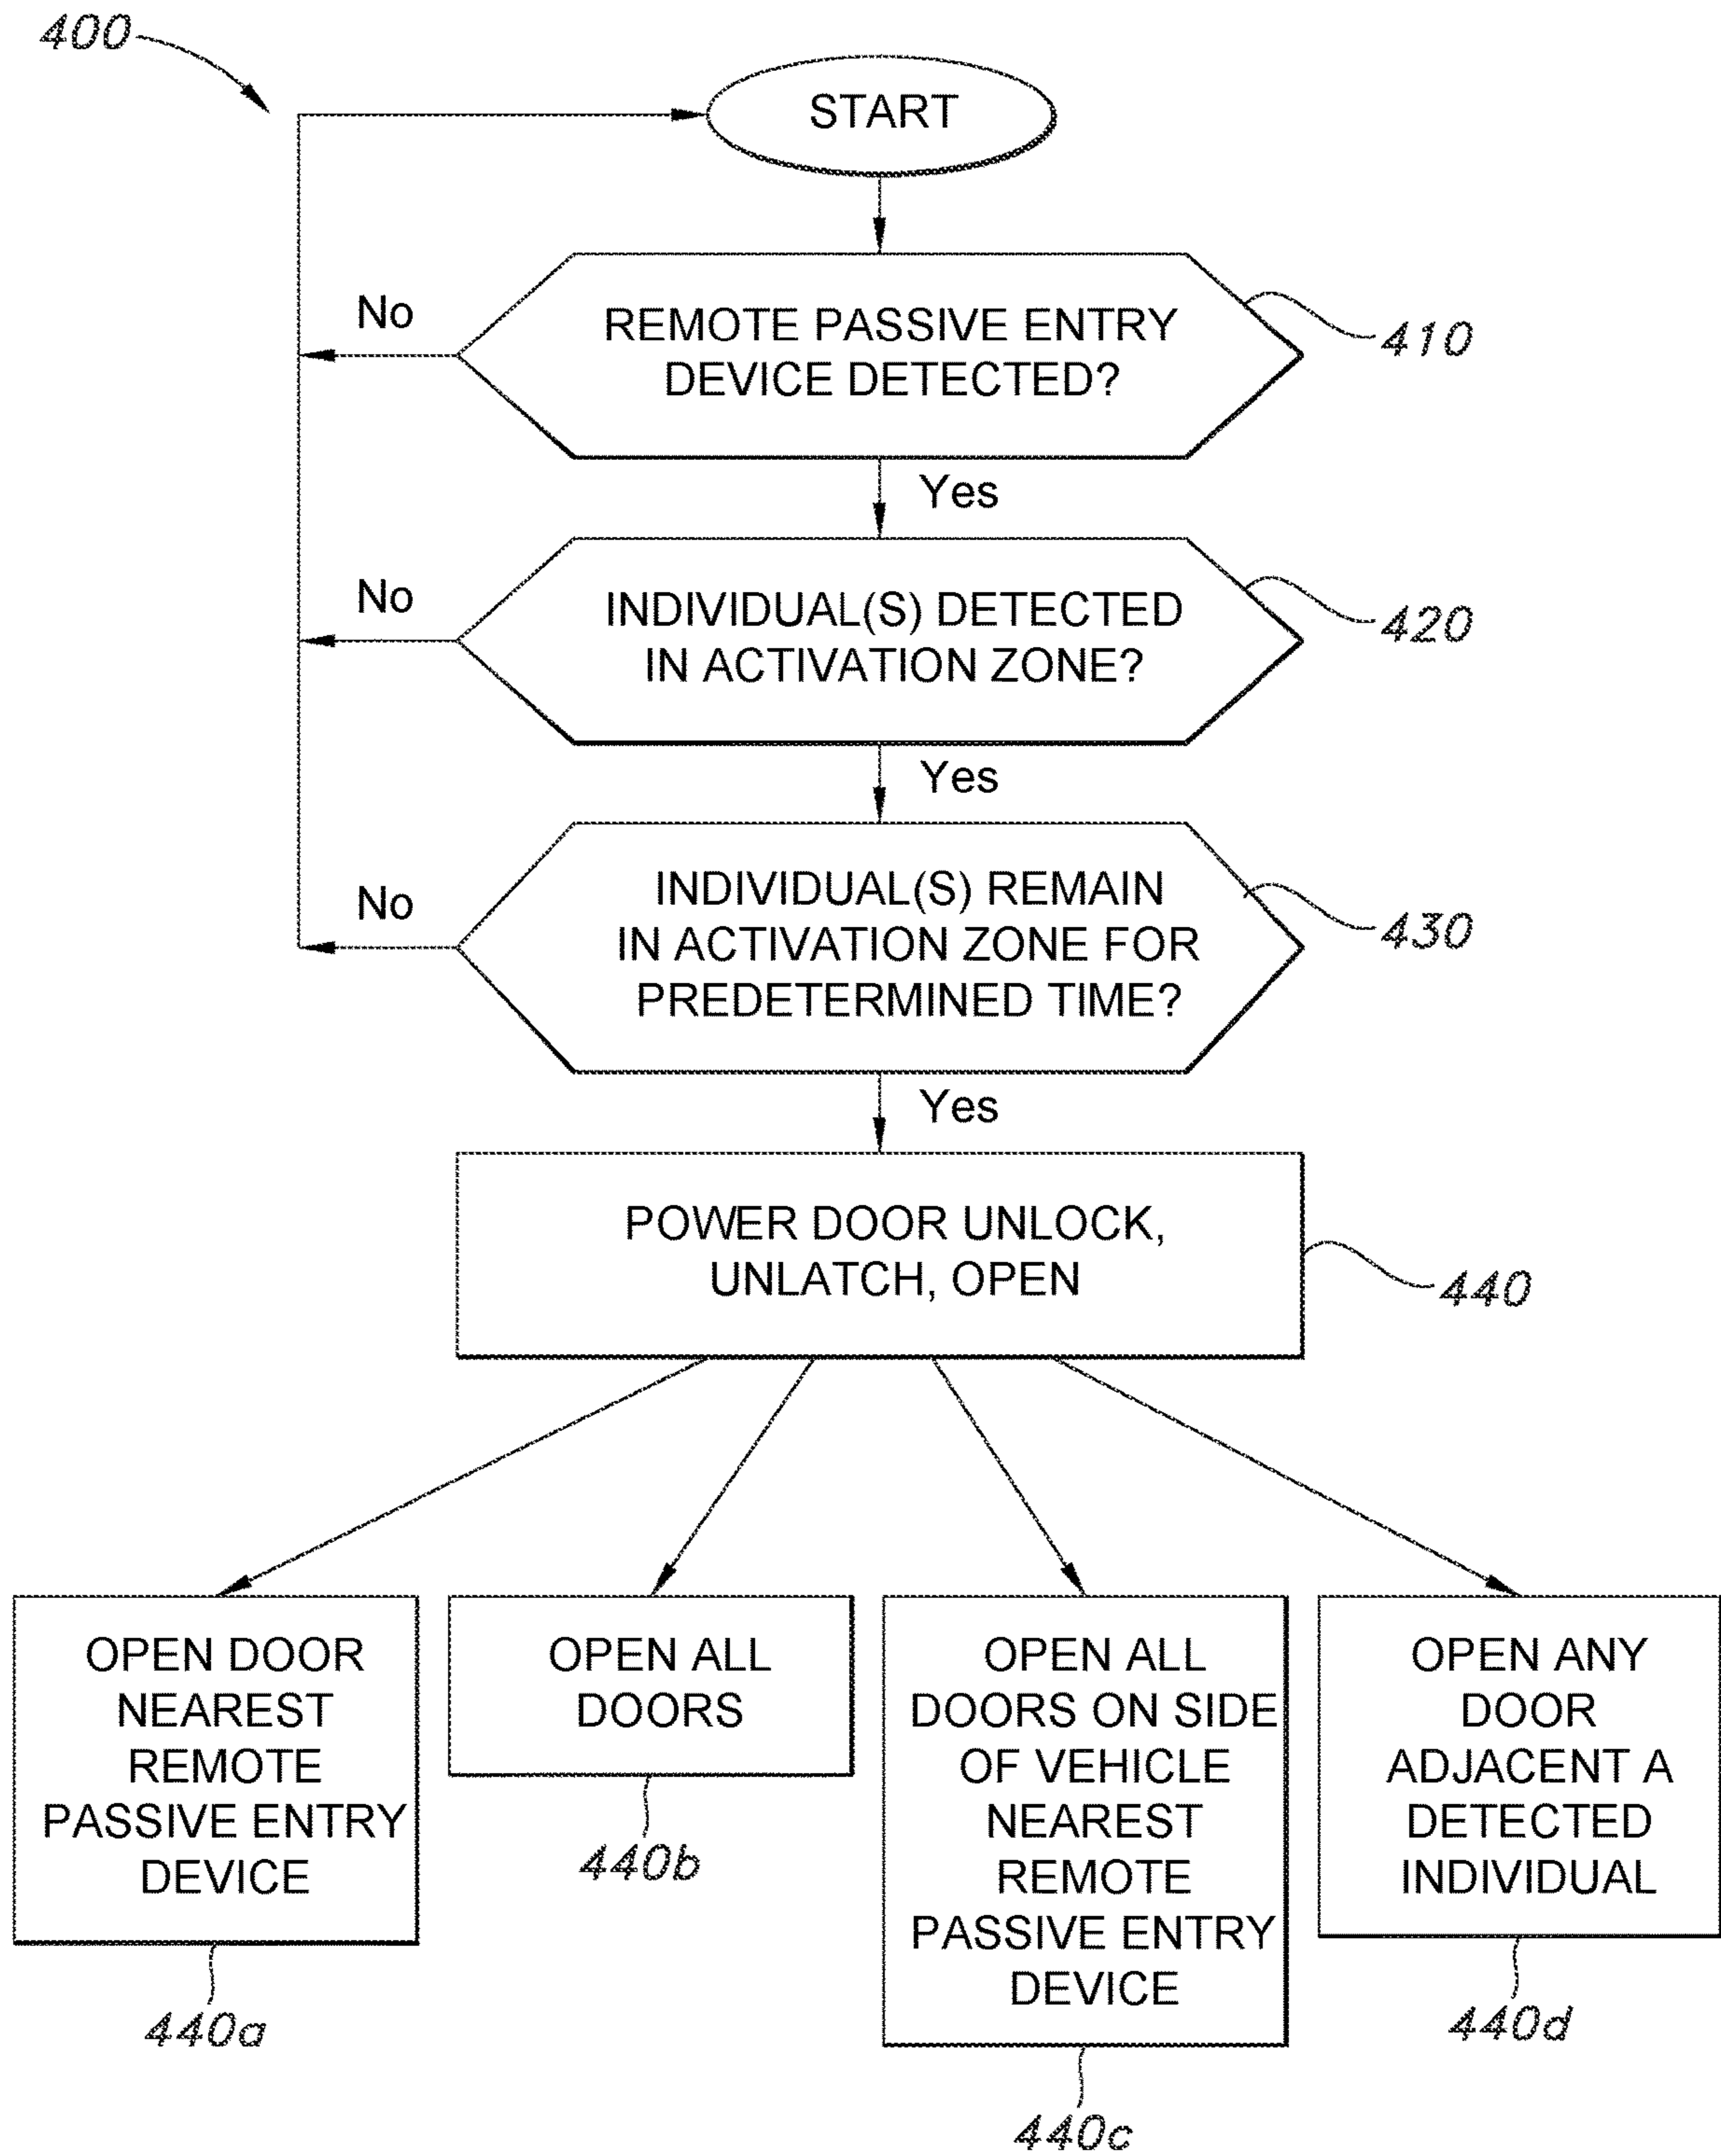 400
START
No
REMOTE PASSIVE ENTRY
DEVICE DETECTED?
410
Yes
No
INDIVIDUAL(S) DETECTED
IN ACTIVATION ZONE?
420
Yes
No
INDIVIDUAL(S) REMAIN
IN ACTIVATION ZONE FOR
PREDETERMINED TIME?
430
Yes
POWER DOOR UNLOCK,
UNLATCH, OPEN
440
OPEN DOOR
NEAREST
REMOTE
PASSIVE ENTRY
DEVICE
440a
OPEN ALL
DOORS
440b
OPEN ALL
DOORS ON SIDE
OF VEHICLE
NEAREST
REMOTE
PASSIVE ENTRY
DEVICE
440c
OPEN ANY
DOOR
ADJACENT A
DETECTED
INDIVIDUAL
440d